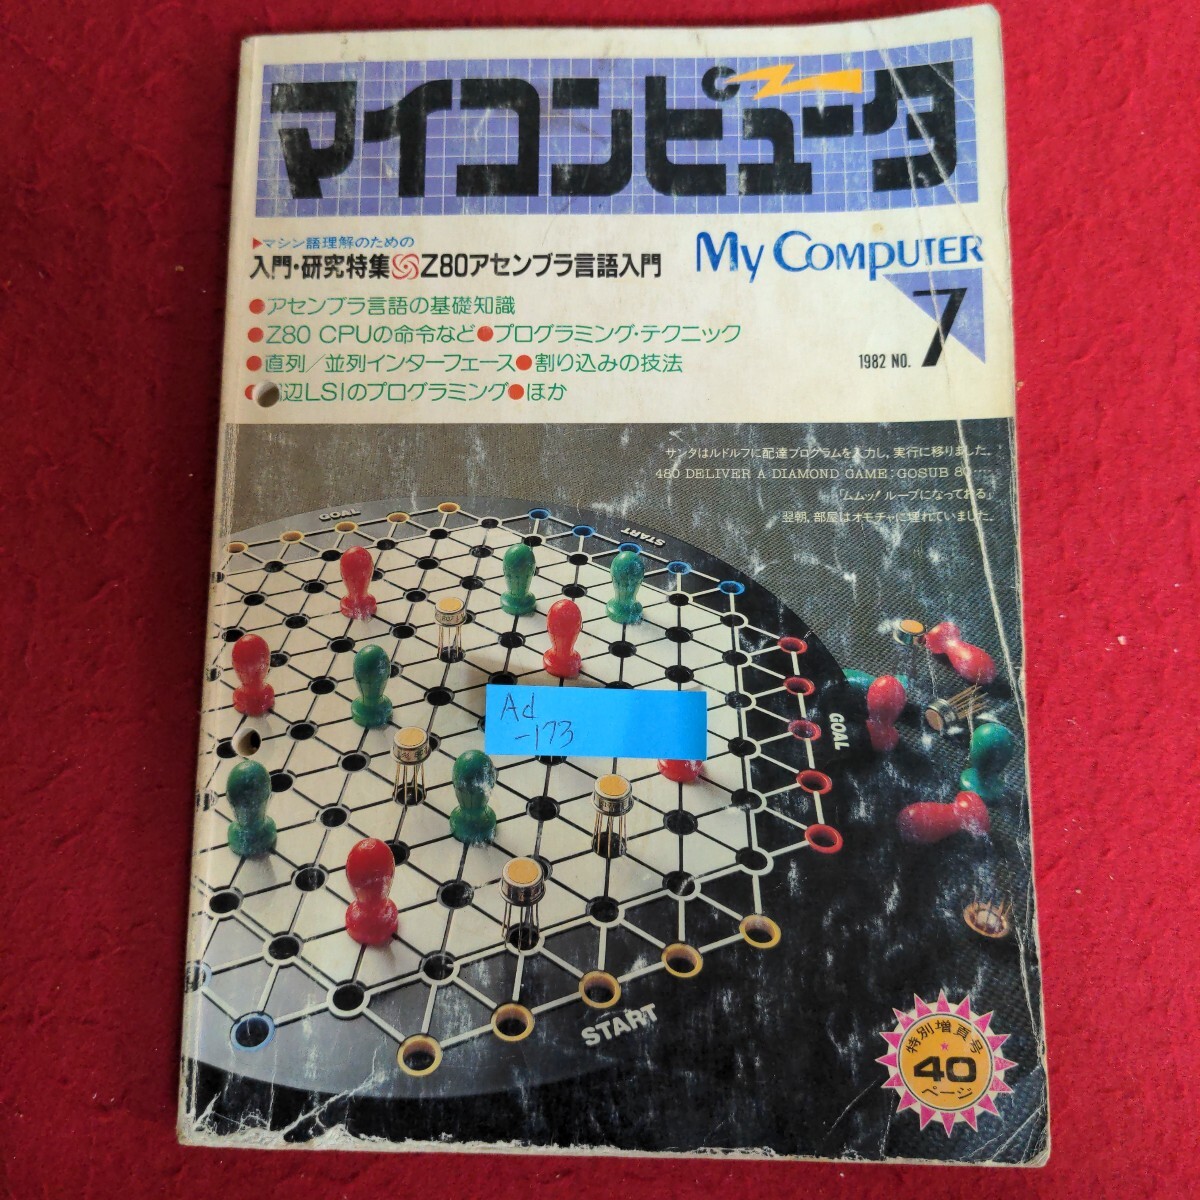 マイコンピュータ
▶マシン語理解のための
入門・研究特集 Z80アセンブラ言語入門
My COMPUTER
7
1982 NO.
●アセンブラ言語の基礎知識
●Z80 CPUの命令など●プログラミング・テクニック
●直列/並列インターフェース●割り込みの技法
辺LSIのプログラミング●ほか
サンタはルドルフに配達プログラムを入力し,実行に移りました。
480 DELIVER A DIAMOND GAME:GOSUB 80……
「ムムッ!ループになっておる」
翌朝,部屋はオモチャに埋れていました。
GOAL
START
Ad
-173
GOAL
START
特別増頁号
★
40
ページ